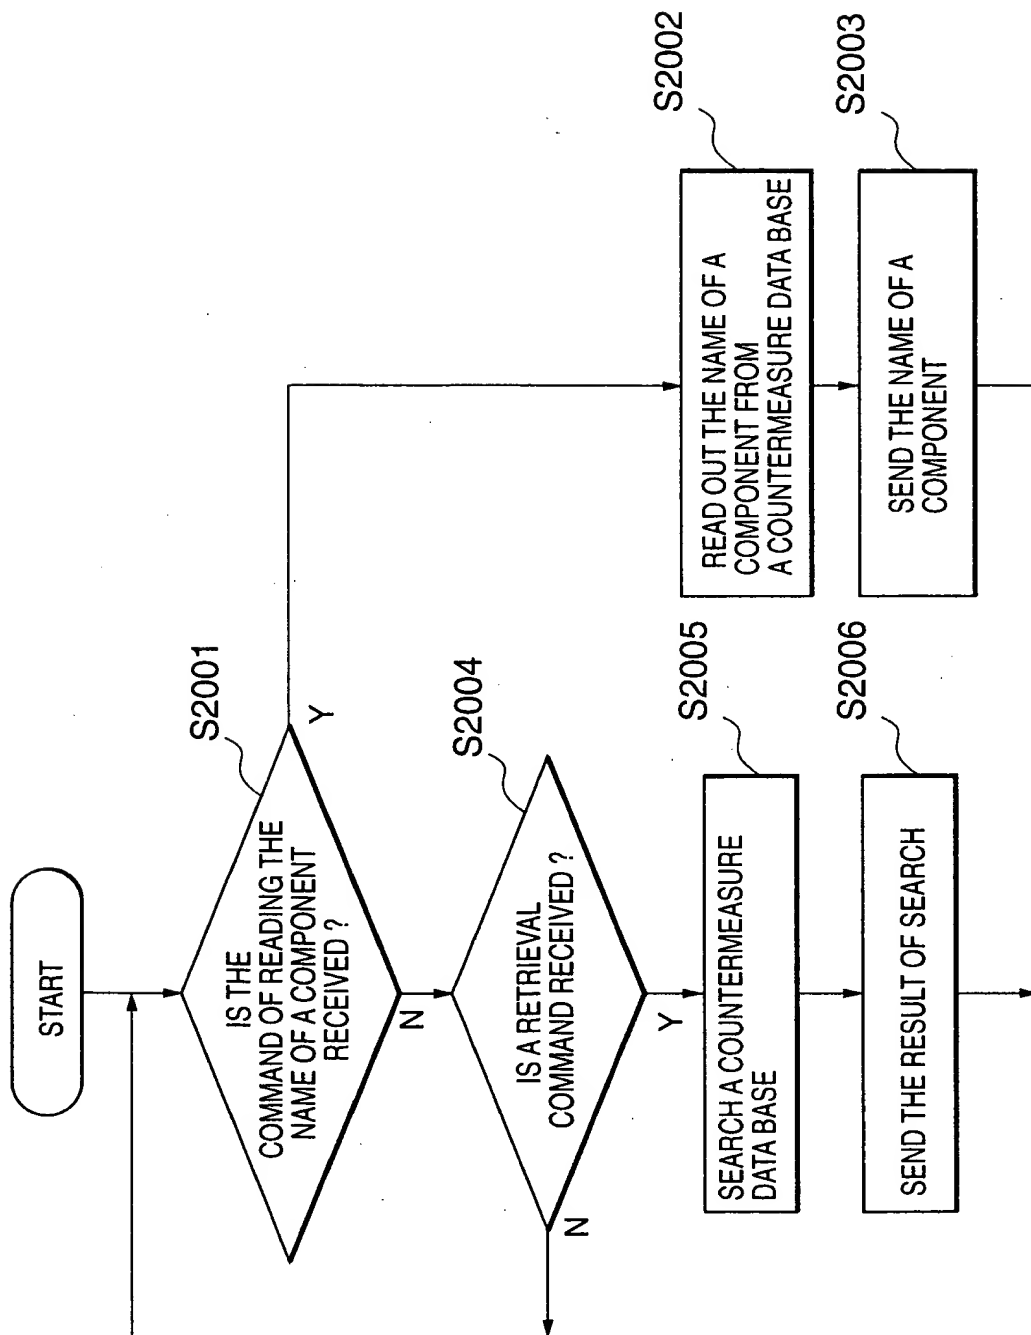 START
S2001
IS THE
COMMAND OF READING THE
NAME OF A COMPONENT
RECEIVED ?
Y
N
S2004
IS A RETRIEVAL
COMMAND RECEIVED ?
N
Y
S2005
SEARCH A COUNTERMEASURE
DATA BASE
S2006
SEND THE RESULT OF SEARCH
S2002
READ OUT THE NAME OF A
COMPONENT FROM
A COUNTERMEASURE DATA BASE
S2003
SEND THE NAME OF A
COMPONENT